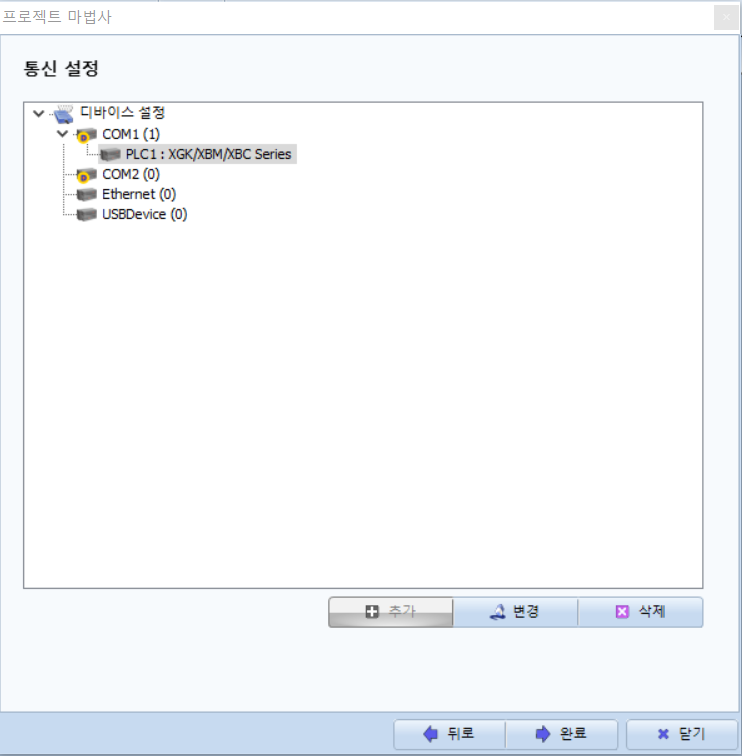 프로젝트 마법사
통신 설정
디바이스 설정
COM1 (1)
PLC1 : XGK/XBM/XBC Series
COM2 (0)
Ethernet (0)
USBDevice (0)
추가
변경
삭제
뒤로
완료
닫기